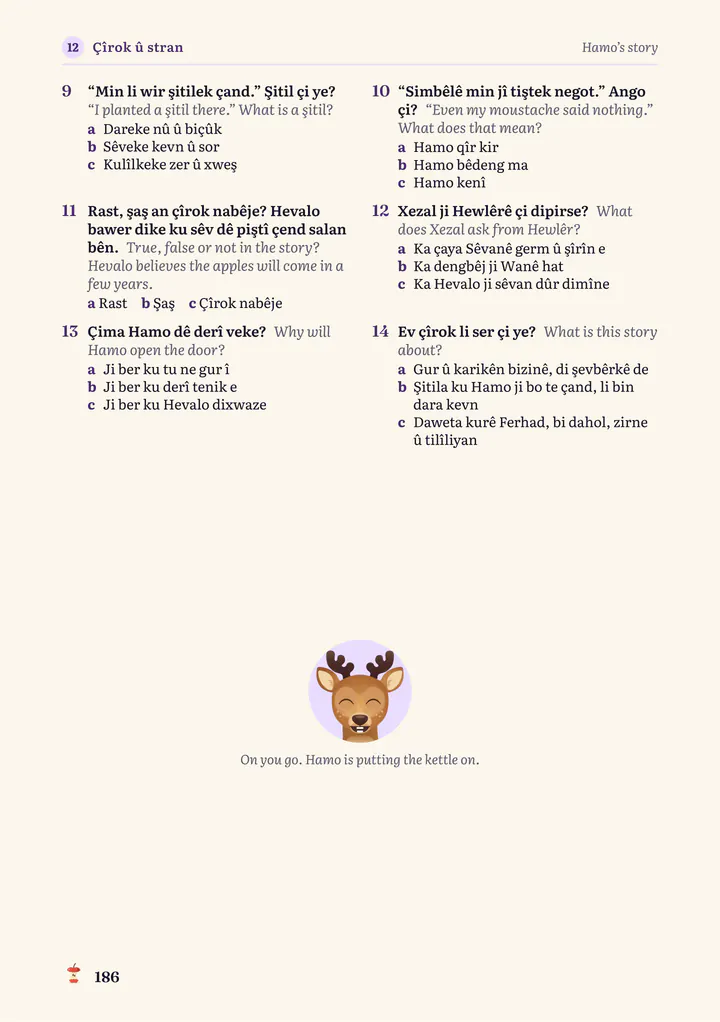 12 Çîrok û stran
Hamo's story
9 “Min li wir şitilek çand.” Şitil çi ye?
“I planted a şitil there.” What is a şitil?
a Dareke nû û biçûk
b Sêveke kevn û sor
c Kulîlkeke zer û xweş
10 “Simbêlê min jî tiştek negot.” Ango
çi? “Even my moustache said nothing.”
What does that mean?
a Hamo qîr kir
b Hamo bêdeng ma
c Hamo kenî
11 Rast, şaş an çîrok nabêje? Hevalo
bawer dike ku sêv dê piştî çend salan
bên. True, false or not in the story?
Hevalo believes the apples will come in a
few years.
a Rast b Şaş c Çîrok nabêje
12 Xezal ji Hewlêrê çi dipirse? What
does Xezal ask from Hewlêr?
a Ka çaya Sêvanê germ û şîrîn e
b Ka dengbêj ji Wanê hat
c Ka Hevalo ji sêvan dûr dimîne
13 Çima Hamo dê derî veke? Why will
Hamo open the door?
a Ji ber ku tu ne gur î
b Ji ber ku derî tenik e
c Ji ber ku Hevalo dixwaze
14 Ev çîrok li ser çi ye? What is this story
about?
a Gur û karikên bizinê, di şevbêrkê de
b Şitila ku Hamo ji bo te çand, li bin
dara kevn
c Daweta kurê Ferhad, bi dahol, zirne
û tilîliyan
On you go. Hamo is putting the kettle on.
186